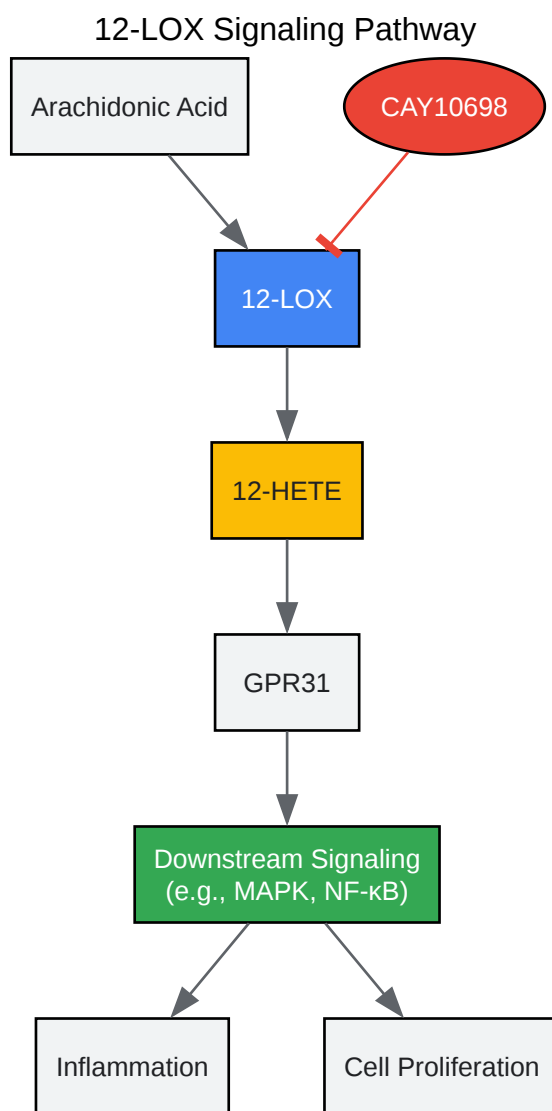 12-LOX Signaling Pathway
Arachidonic Acid
CAY10698
12-LOX
12-HETE
GPR31
Downstream Signaling
(e.g., MAPK, NF-κB)
Inflammation
Cell Proliferation